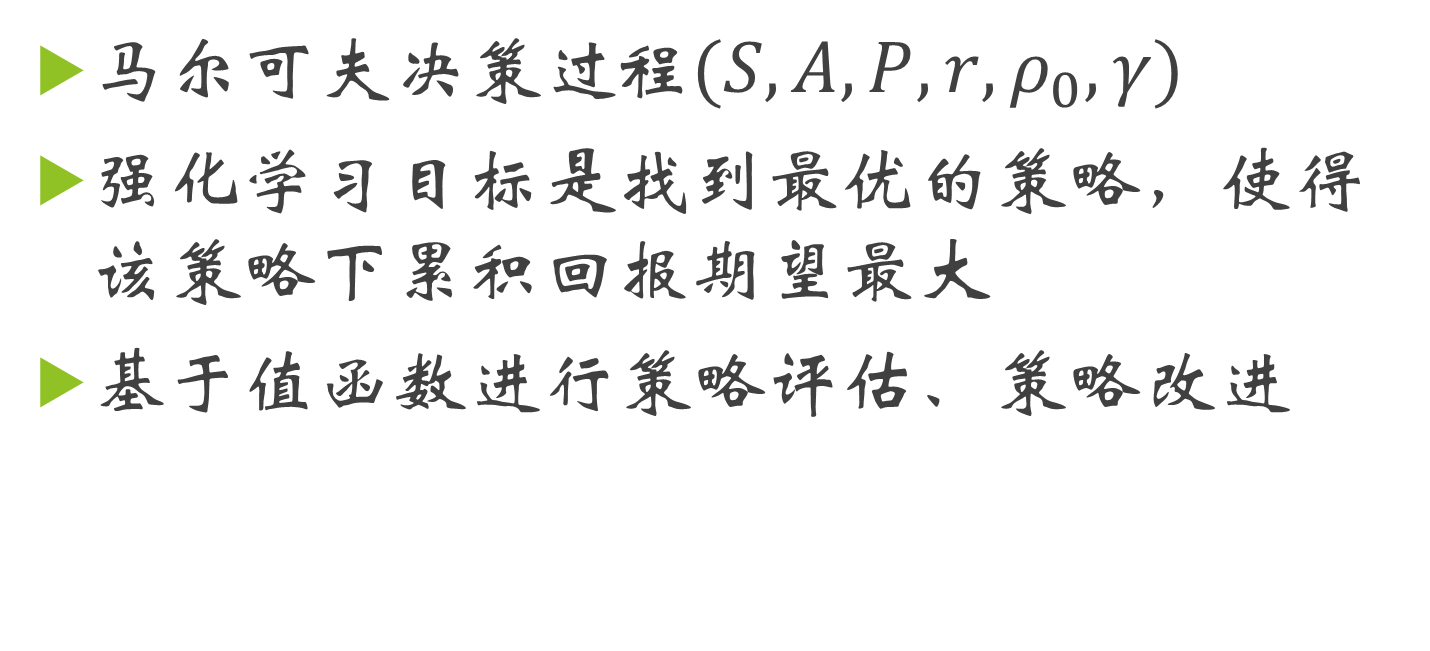 马尔可夫决策过程(S, A, P, r, ρ₀, γ)
强化学习目标是找到最优的策略，使得
该策略下累积回报期望最大
基于值函数进行策略评估、策略改进